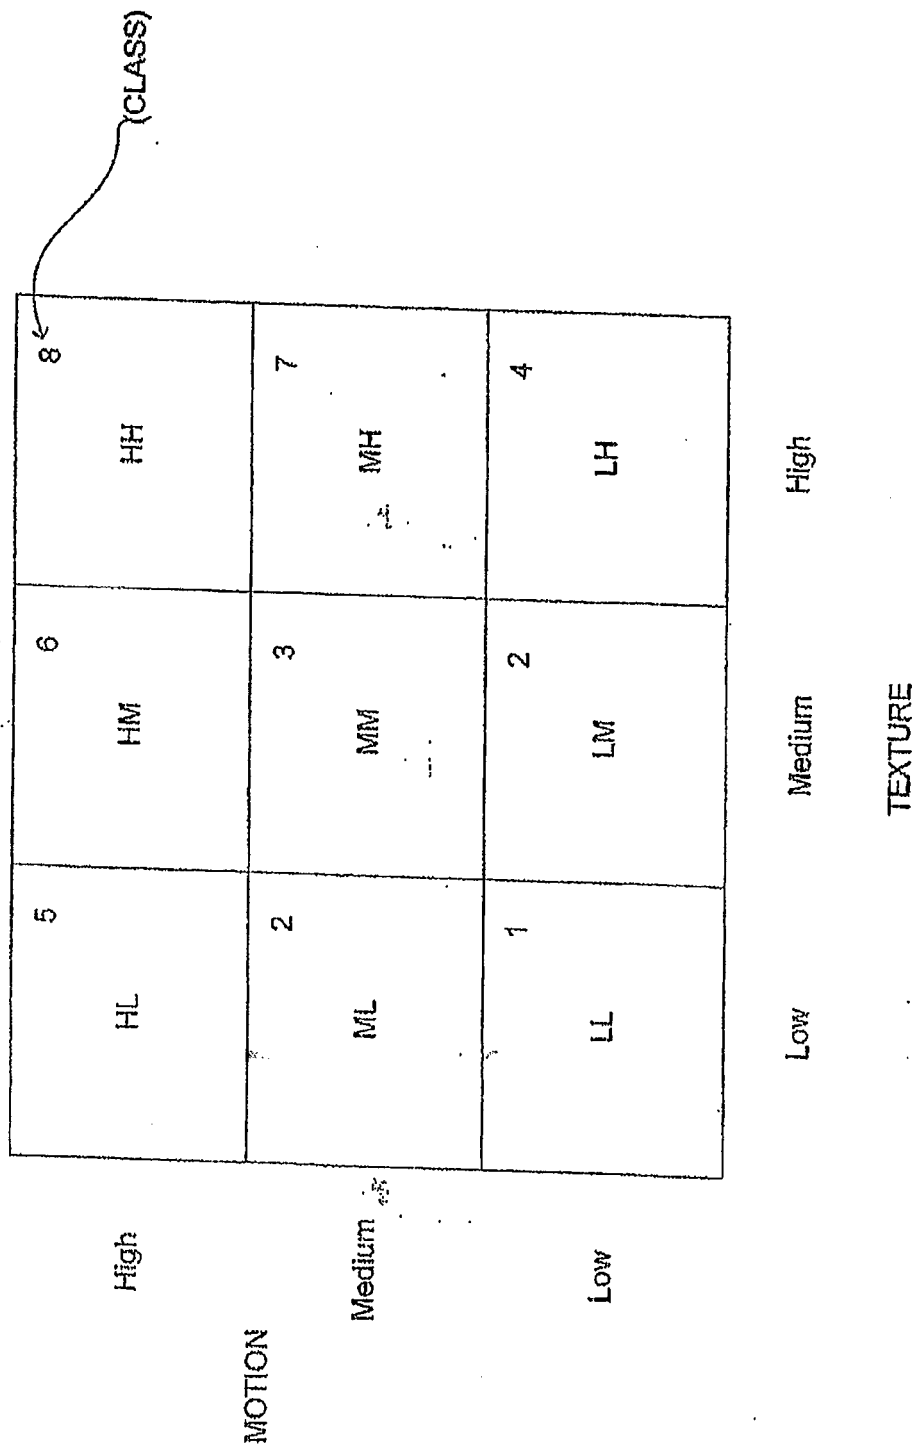 (CLASS)
High
5
HL
6
HM
8
HH
MOTION
Medium
2
ML
3
MM
7
MH
Low
1
LL
2
LM
4
LH
Low
Medium
High
TEXTURE